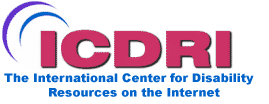 ICDRI
The International Center for Disability
Resources on the Internet